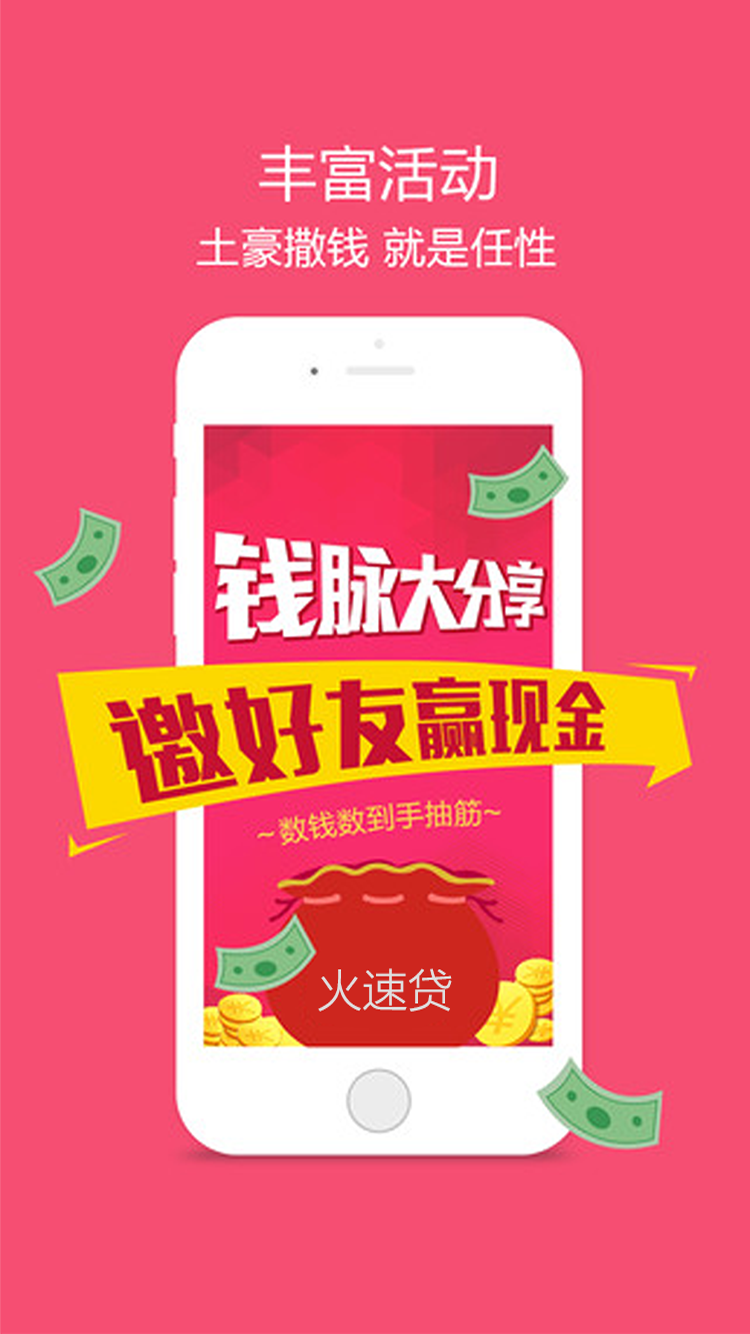 丰富活动
土豪撒钱 就是任性
钱脉大分享
邀好友赢现金
~数钱数到手抽筋~
火速贷